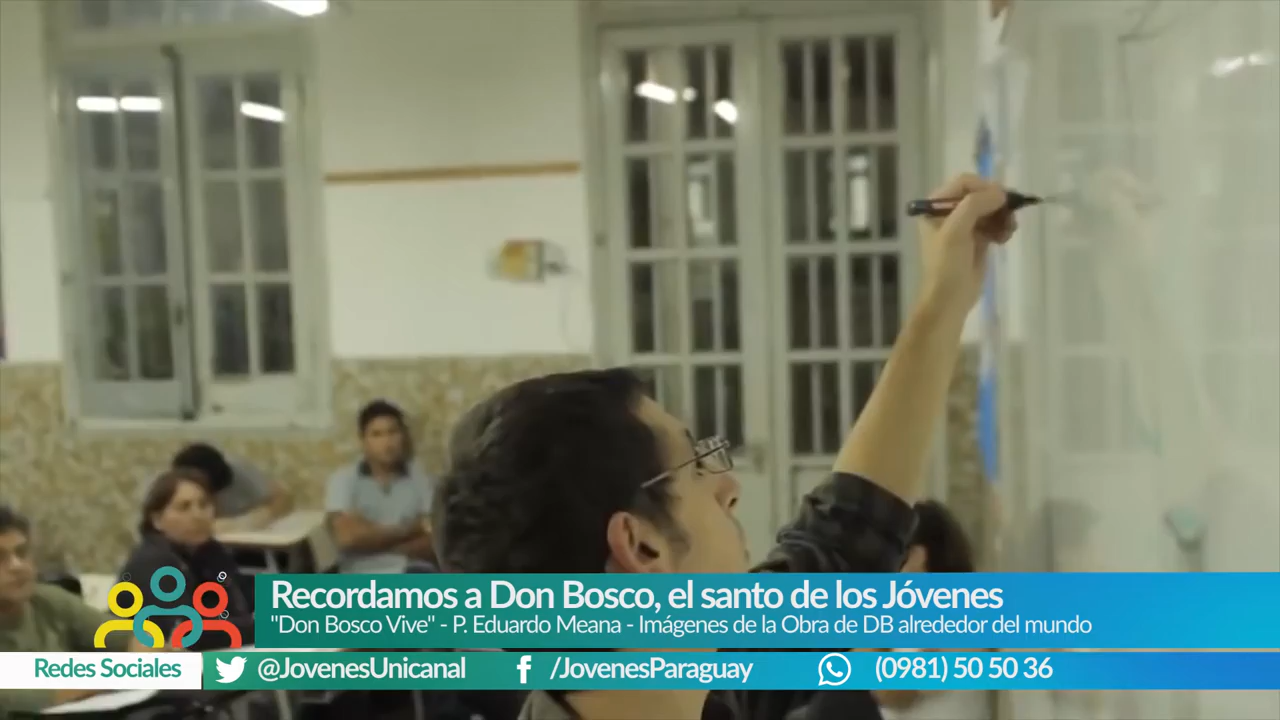 Recordamos a Don Bosco, el santo de los Jóvenes
"Don Bosco Vive" - P. Eduardo Meana - Imágenes de la Obra de DB alrededor del mundo
Redes Sociales @JovenesUnicanal /JovenesParaguay (0981) 50 50 36